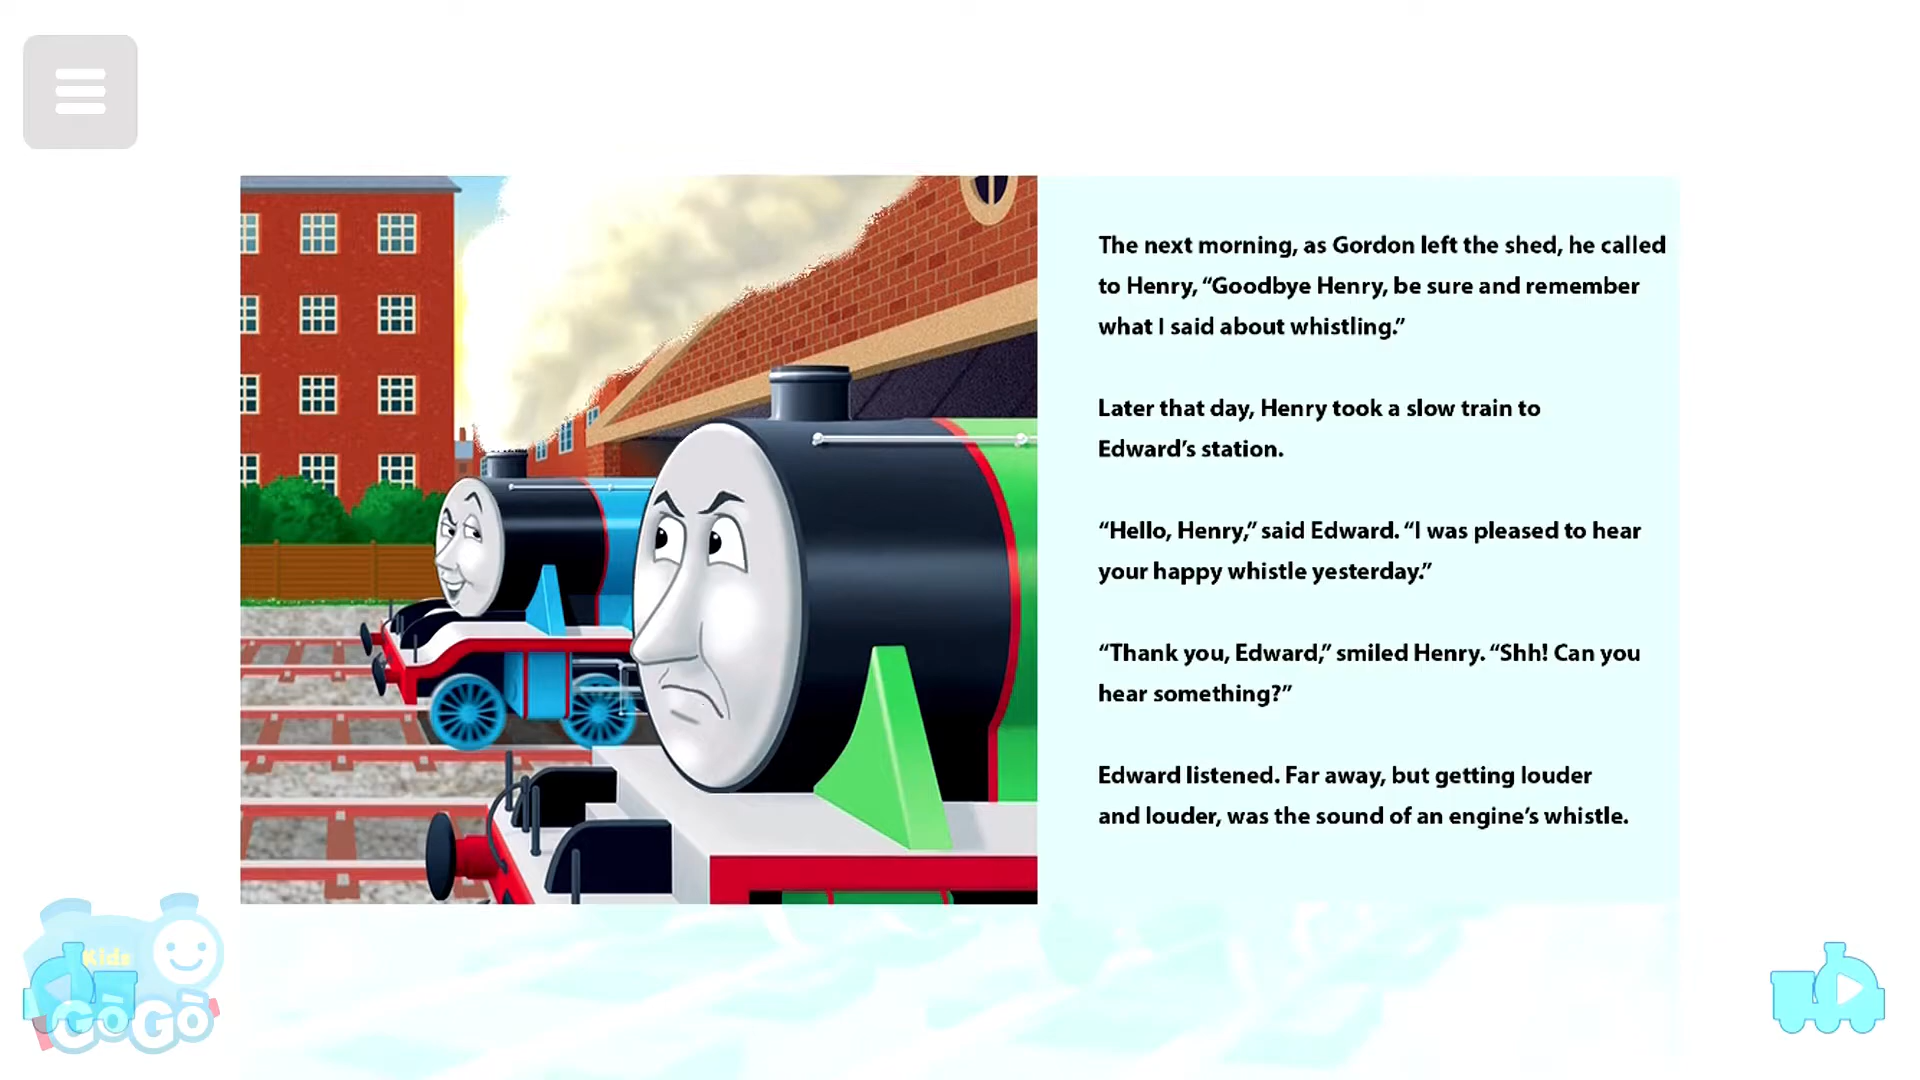 The next morning, as Gordon left the shed, he called
to Henry, “Goodbye Henry, be sure and remember
what I said about whistling.”
Later that day, Henry took a slow train to
Edward’s station.
“Hello, Henry,” said Edward. “I was pleased to hear
your happy whistle yesterday.”
“Thank you, Edward,” smiled Henry. “Shh! Can you
hear something?”
Edward listened. Far away, but getting louder
and louder, was the sound of an engine’s whistle.
Kids
GōGō